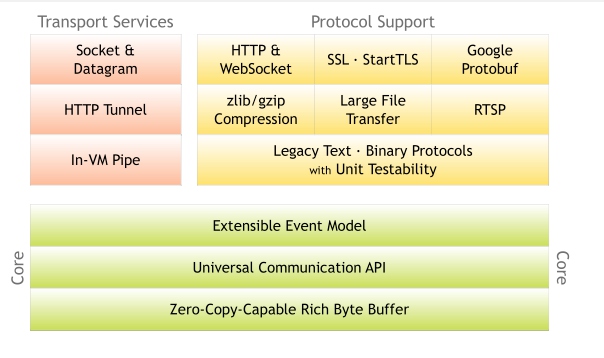 Transport Services
Socket &
Datagram
HTTP Tunnel
In-VM Pipe
Protocol Support
HTTP &
WebSocket
SSL · StartTLS
Google
Protobuf
zlib/gzip
Compression
Large File
Transfer
RTSP
Legacy Text · Binary Protocols
with Unit Testability
Core
Extensible Event Model
Universal Communication API
Zero-Copy-Capable Rich Byte Buffer
Core